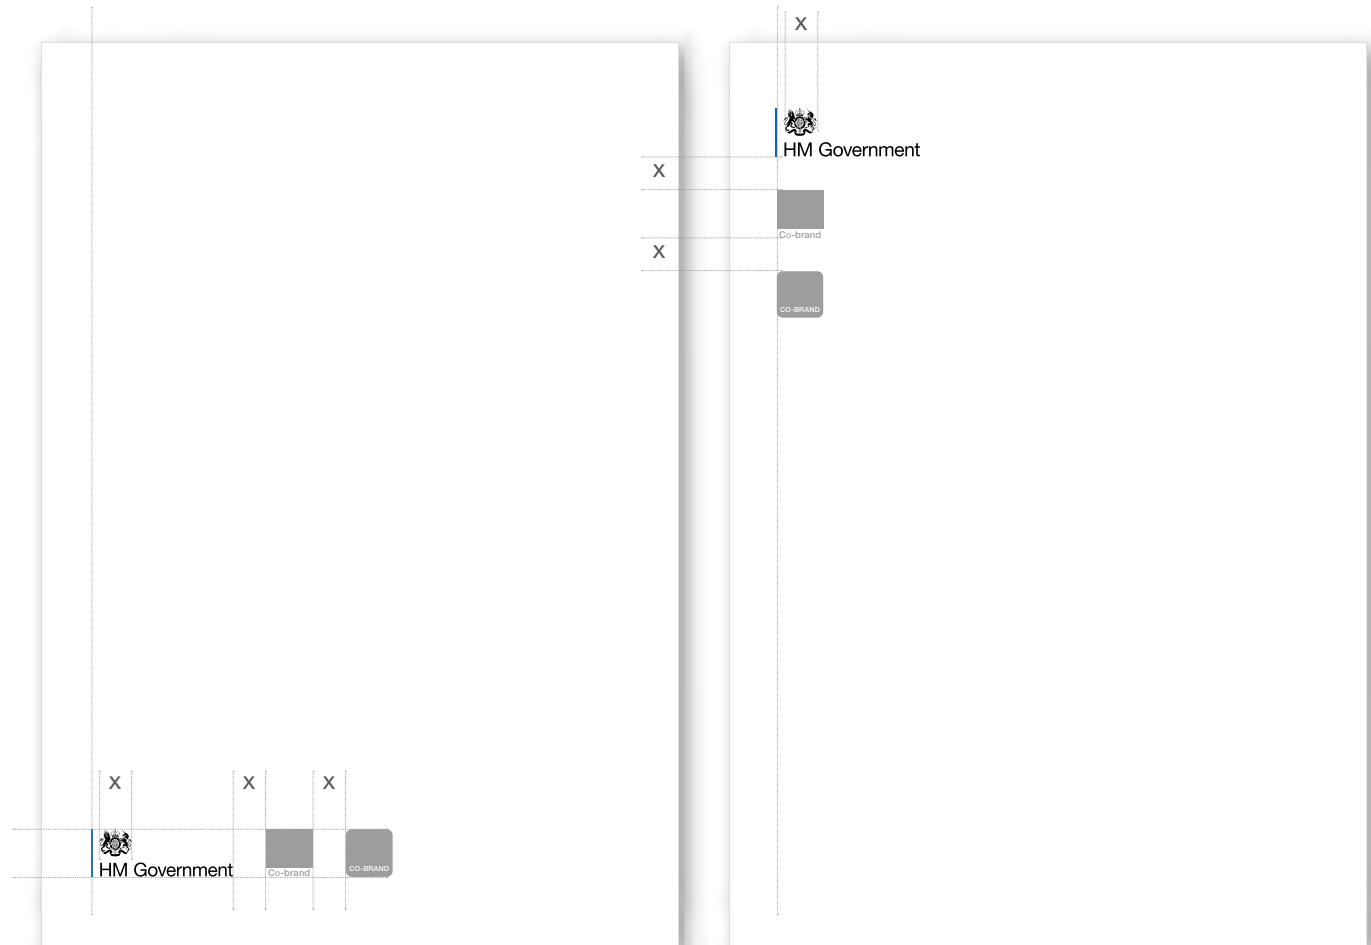 X
HM Government
X
Co-brand
X
CO-BRAND
X
X
X
HM Government
Co-brand
CO-BRAND